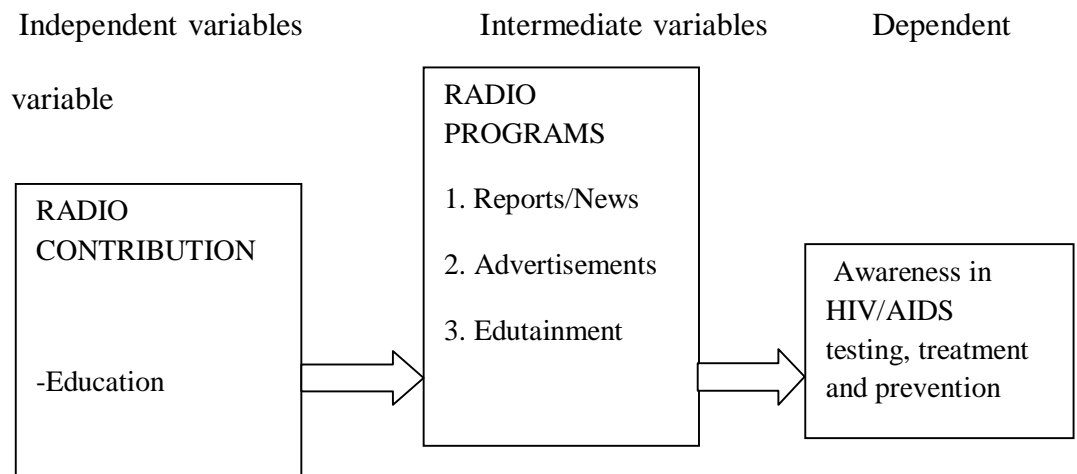 Independent variables Intermediate variables Dependent
variable
RADIO
CONTRIBUTION
-Education
RADIO
PROGRAMS
1. Reports/News
2. Advertisements
3. Edutainment
Awareness in
HIV/AIDS
testing, treatment
and prevention